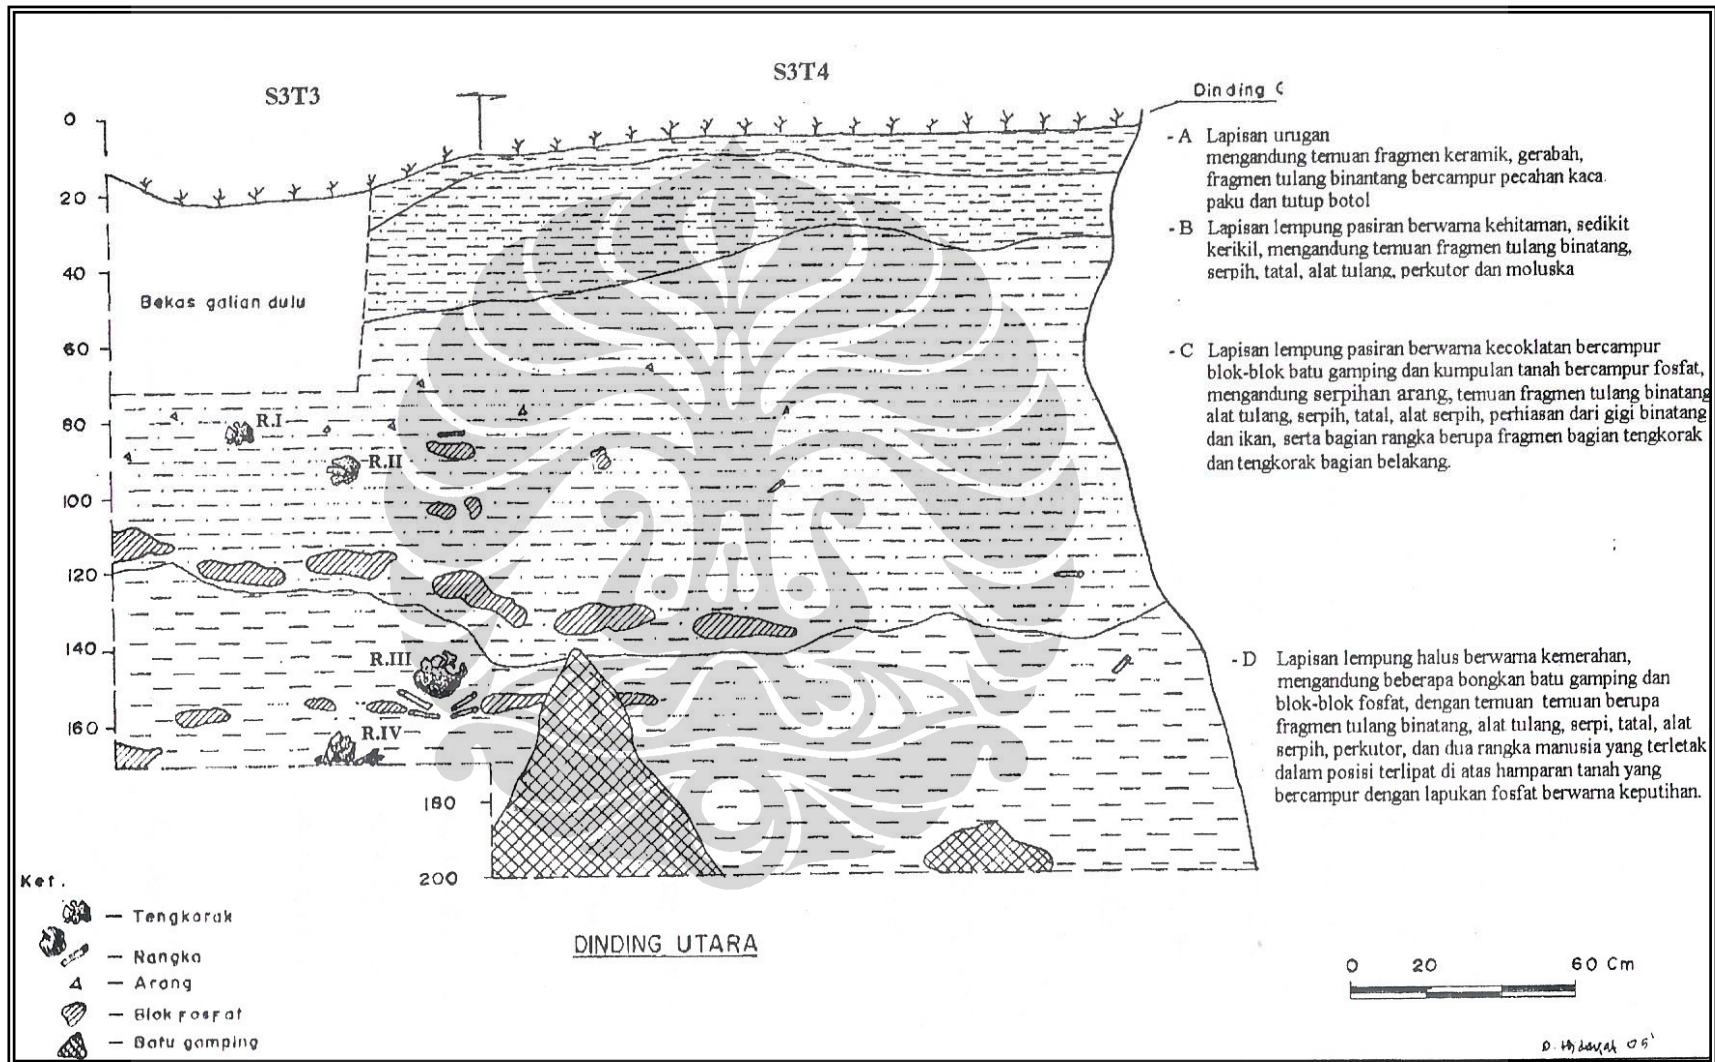 S3T3
S3T4
0
20
40
60
80
100
120
140
160
180
200
Bekas galian dulu
R.I
R.II
R.III
R.IV
Dinding G
- A Lapisan urugan
mengandung temuan fragmen keramik, gerabah,
fragmen tulang binantang bercampur pecahan kaca.
paku dan tutup botol
- B Lapisan lempung pasiran berwarna kehitaman, sedikit
kerikil, mengandung temuan fragmen tulang binatang,
serpih, tatal, alat tulang, perkutor dan moluska
- C Lapisan lempung pasiran berwarna kecoklatan bercampur
blok-blok batu gamping dan kumpulan tanah bercampur fosfat,
mengandung serpihan arang, temuan fragmen tulang binatang
alat tulang, serpih, tatal, alat serpih, perhiasan dari gigi binatang
dan ikan, serta bagian rangka berupa fragmen bagian tengkorak
dan tengkorak bagian belakang.
- D Lapisan lempung halus berwarna kemerahan,
mengandung beberapa bongkan batu gamping dan
blok-blok fosfat, dengan temuan temuan berupa
fragmen tulang binatang, alat tulang, serpi, tatal, alat
serpih, perkutor, dan dua rangka manusia yang terletak
dalam posisi terlipat di atas hamparan tanah yang
bercampur dengan lapukan fosfat berwarna keputihan.
Ket.
— Tengkorak
— Rangka
— Arang
— Blok fosfat
— Batu gamping
DINDING UTARA
0 20 60 Cm
D. Hidayat 05'